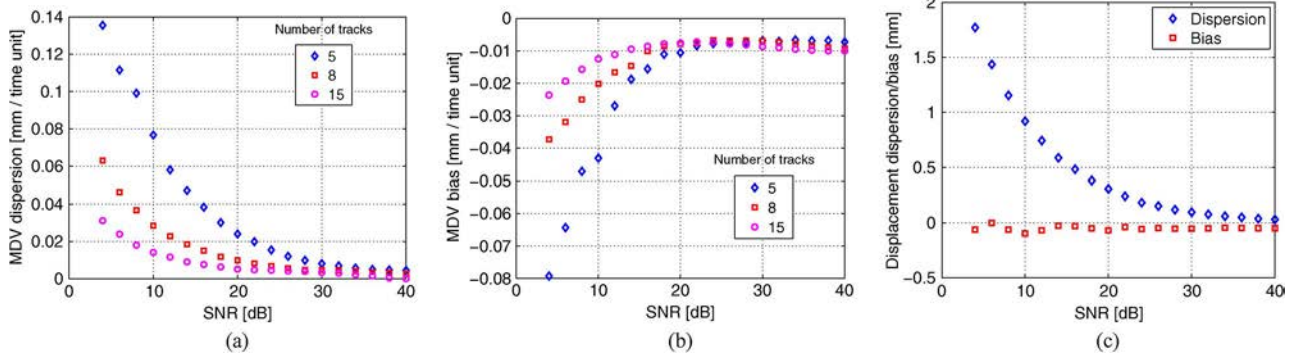 0.14
0.12
0.1
0.08
0.06
0.04
0.02
0
MDV dispersion [mm / time unit]
Number of tracks
5
8
15
0 10 20 30 40
SNR [dB]
(a)
0
−0.01
−0.02
−0.03
−0.04
−0.05
−0.06
−0.07
−0.08
MDV bias [mm / time unit]
Number of tracks
5
8
15
0 10 20 30 40
SNR [dB]
(b)
2
1.5
1
0.5
0
−0.5
Displacement dispersion/bias [mm]
Dispersion
Bias
0 10 20 30 40
SNR [dB]
(c)